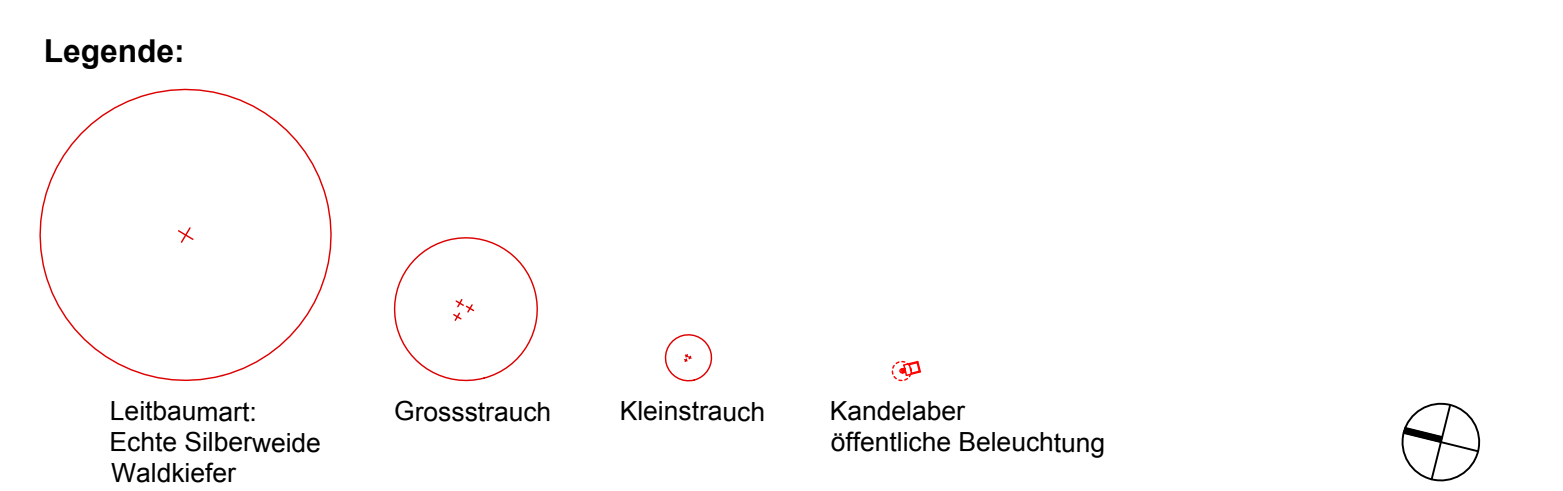 Legende:
Leitbaumart:
Echte Silberweide
Waldkiefer
Grossstrauch
Kleinstrauch
Kandelaber
öffentliche Beleuchtung